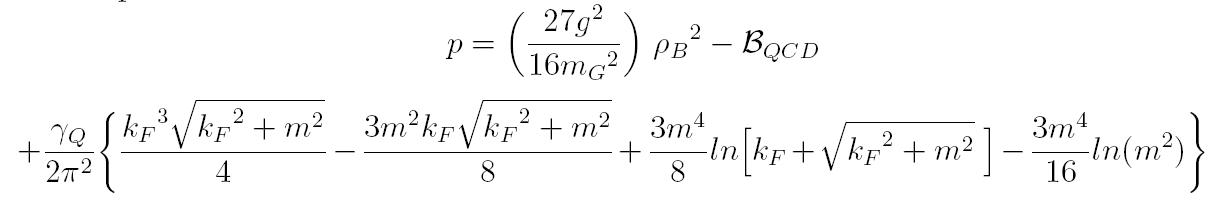 p = (27g²/16m_G²) ρ_B² − 𝓑_QCD
+ γ_Q/2π² { k_F³√(k_F² + m²)/4 − 3m²k_F√(k_F² + m²)/8 + 3m⁴/8 ln[k_F + √(k_F² + m²) ] − 3m⁴/16 ln(m²) }